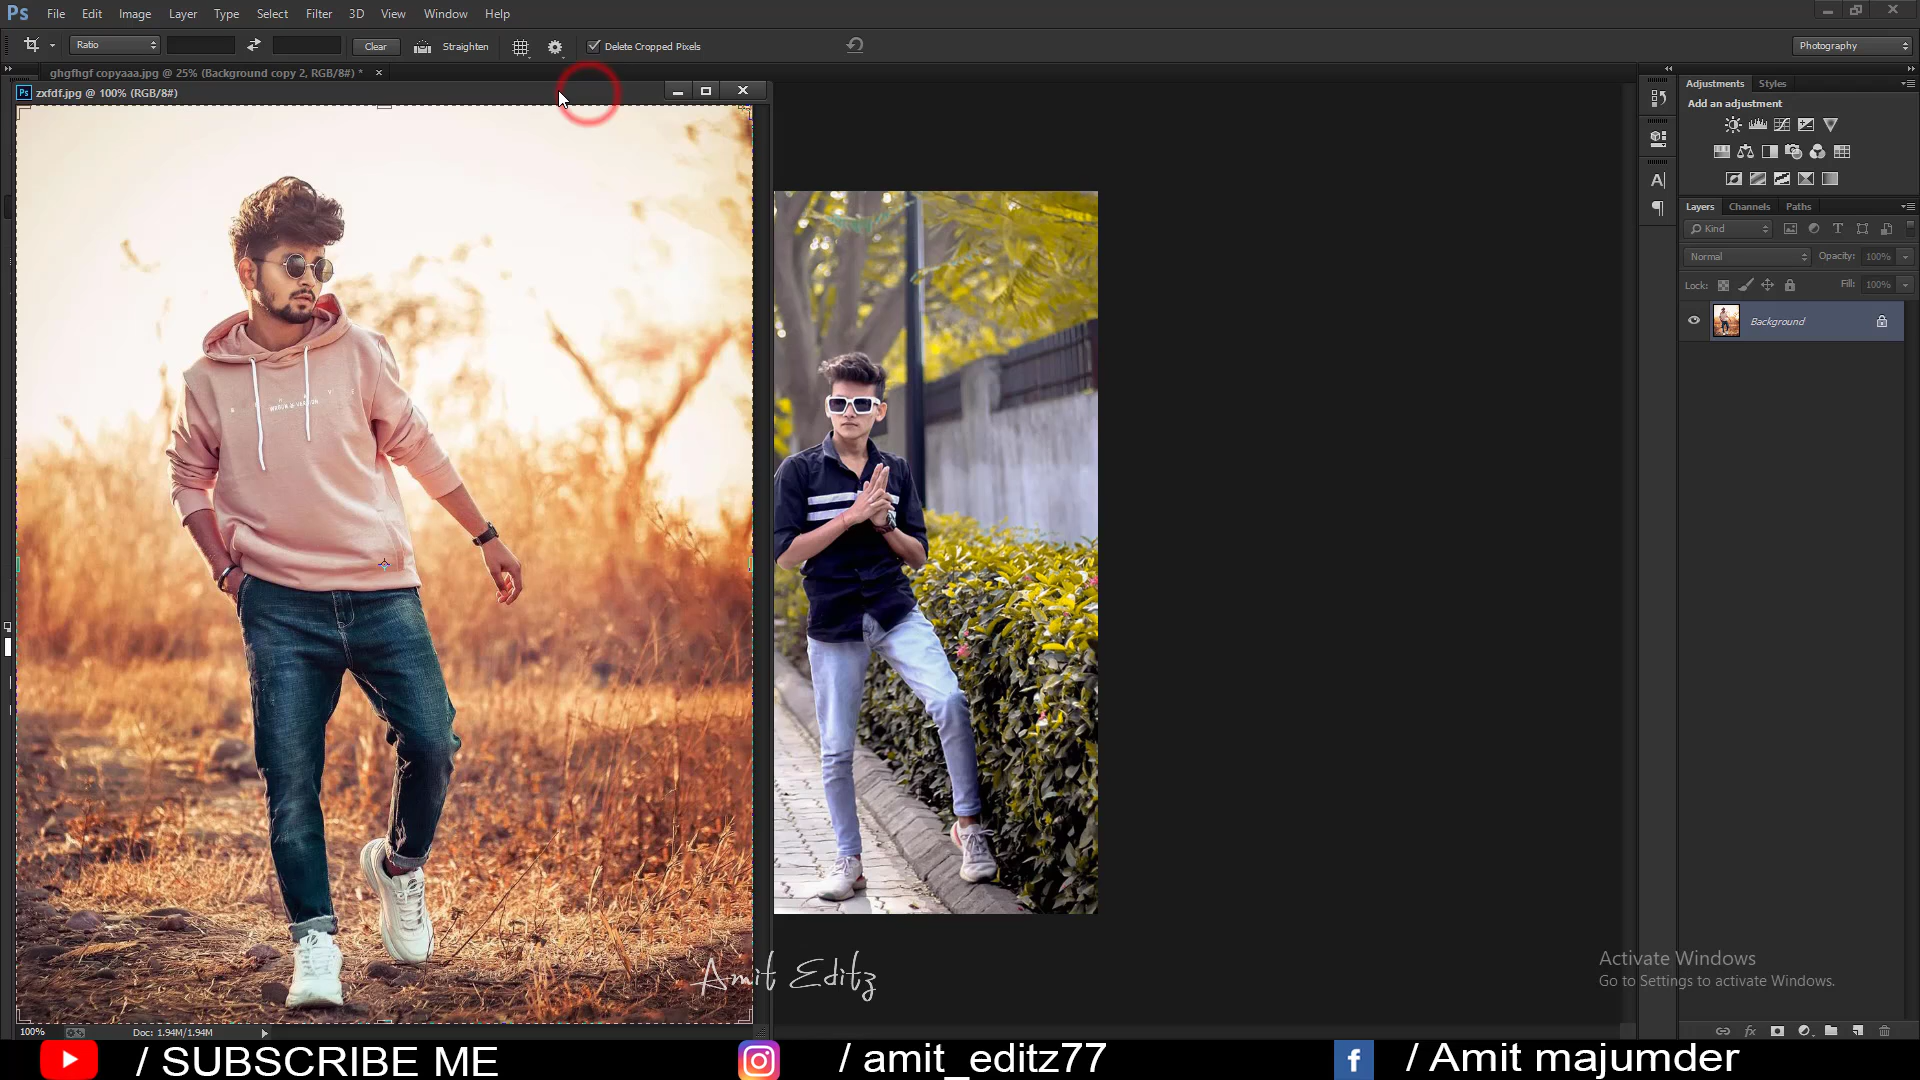 Ps File Edit Image Layer Type Select Filter 3D View Window Help
Ratio Clear Straighten Delete Cropped Pixels Photography
ghgfhgf copyaaa.jpg @ 25% (Background copy 2, RGB/8#) *
Ps zxfdf.jpg @ 100% (RGB/8#)
Adjustments Styles
Add an adjustment
Layers Channels Paths
Kind
Normal Opacity: 100%
Lock: Fill: 100%
Background
Amit Editz
Activate Windows
Go to Settings to activate Windows.
100% Doc: 1.94M/1.94M
/ SUBSCRIBE ME / amit_editz77 / Amit majumder